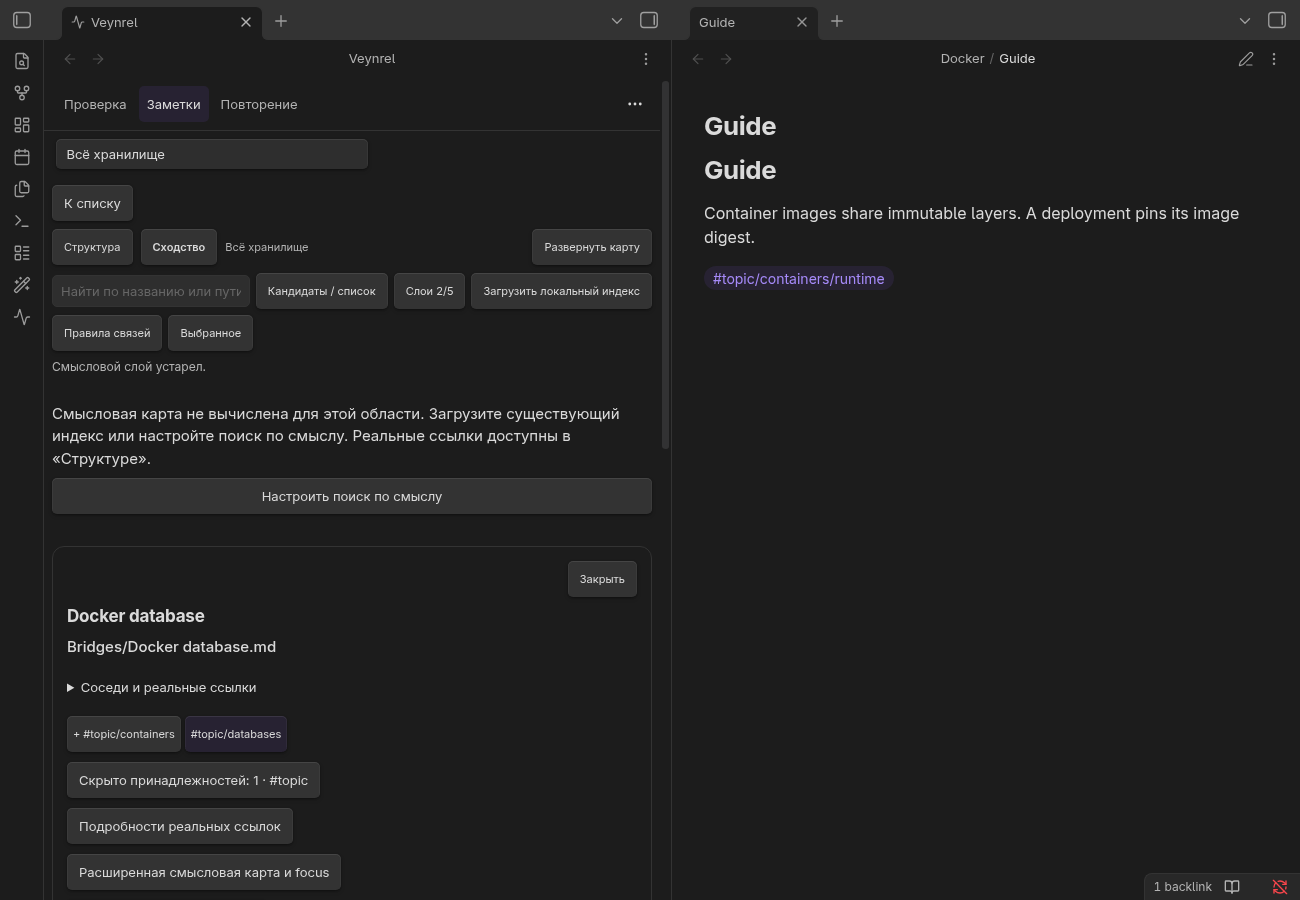 Veynrel
Guide
Veynrel
Docker / Guide
Проверка
Заметки
Повторение
Всё хранилище
К списку
Структура
Сходство
Всё хранилище
Развернуть карту
Найти по названию или пути
Кандидаты / список
Слои 2/5
Загрузить локальный индекс
Правила связей
Выбранное
Смысловой слой устарел.
Смысловая карта не вычислена для этой области. Загрузите существующий
индекс или настройте поиск по смыслу. Реальные ссылки доступны в
«Структуре».
Настроить поиск по смыслу
Закрыть
Docker database
Bridges/Docker database.md
Соседи и реальные ссылки
+ #topic/containers
#topic/databases
Скрыто принадлежностей: 1 · #topic
Подробности реальных ссылок
Расширенная смысловая карта и focus
Guide
Guide
Container images share immutable layers. A deployment pins its image
digest.
#topic/containers/runtime
1 backlink